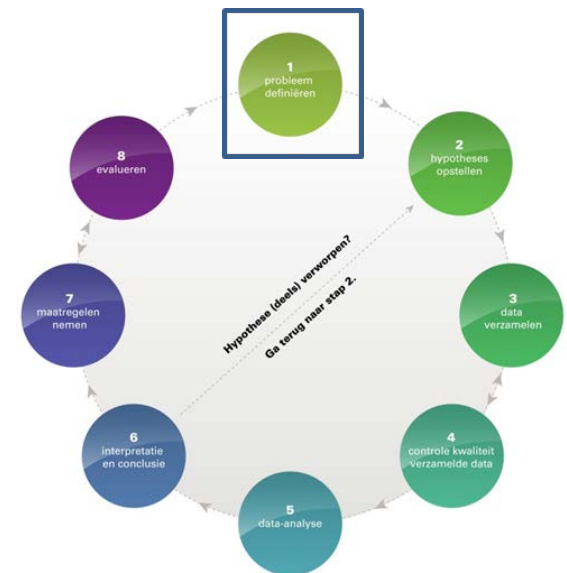 1
probleem
definiëren
2
hypotheses
opstellen
3
data
verzamelen
4
controle kwaliteit
verzamelde data
5
data-analyse
6
interpretatie
en conclusie
7
maatregelen
nemen
8
evalueren
Hypothese (deels) verworpen?
Ga terug naar stap 2.